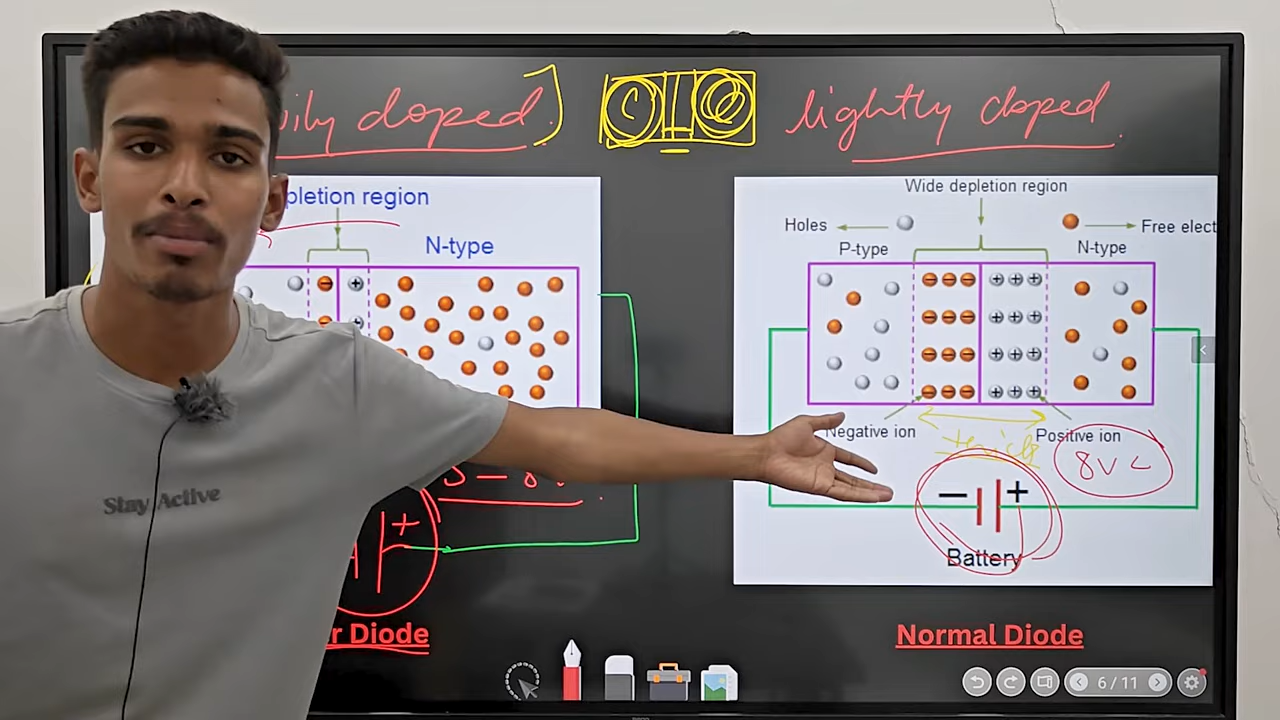 ily doped.
lightly doped.
pletion region
N-type
Wide depletion region
Holes
Free elect
P-type
N-type
Negative ion
Positive ion
8V <
- +
Battery
+
r Diode
Normal Diode
Stay Active
6 / 11